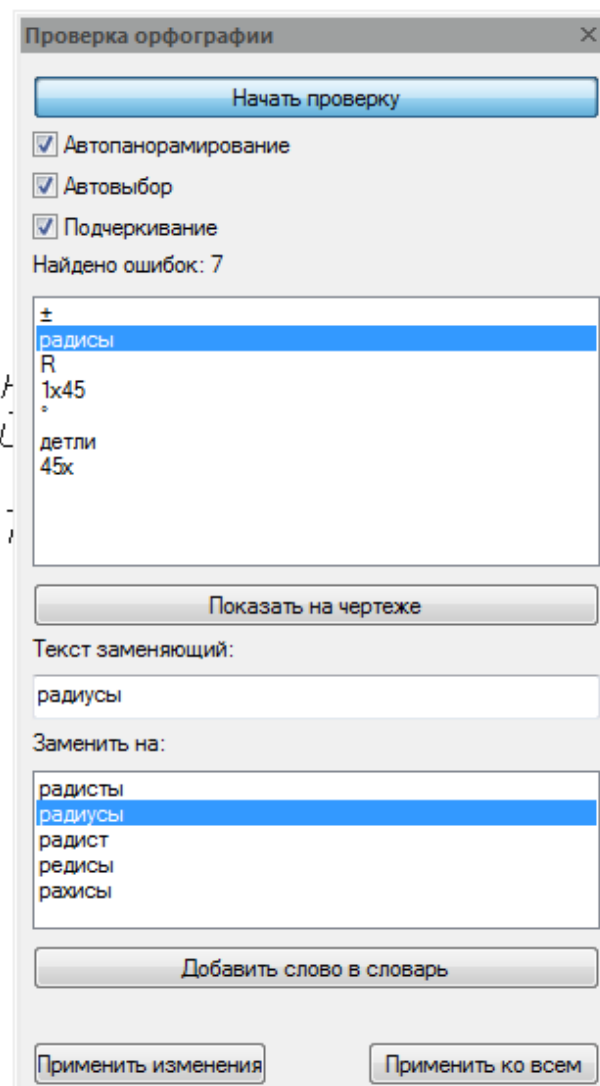 Проверка орфографии
Начать проверку
Автопанорамирование
Автовыбор
Подчеркивание
Найдено ошибок: 7
±
радисы
R
1x45
°
детли
45x
Показать на чертеже
Текст заменяющий:
радиусы
Заменить на:
радисты
радиусы
радист
редисы
рахисы
Добавить слово в словарь
Применить изменения Применить ко всем